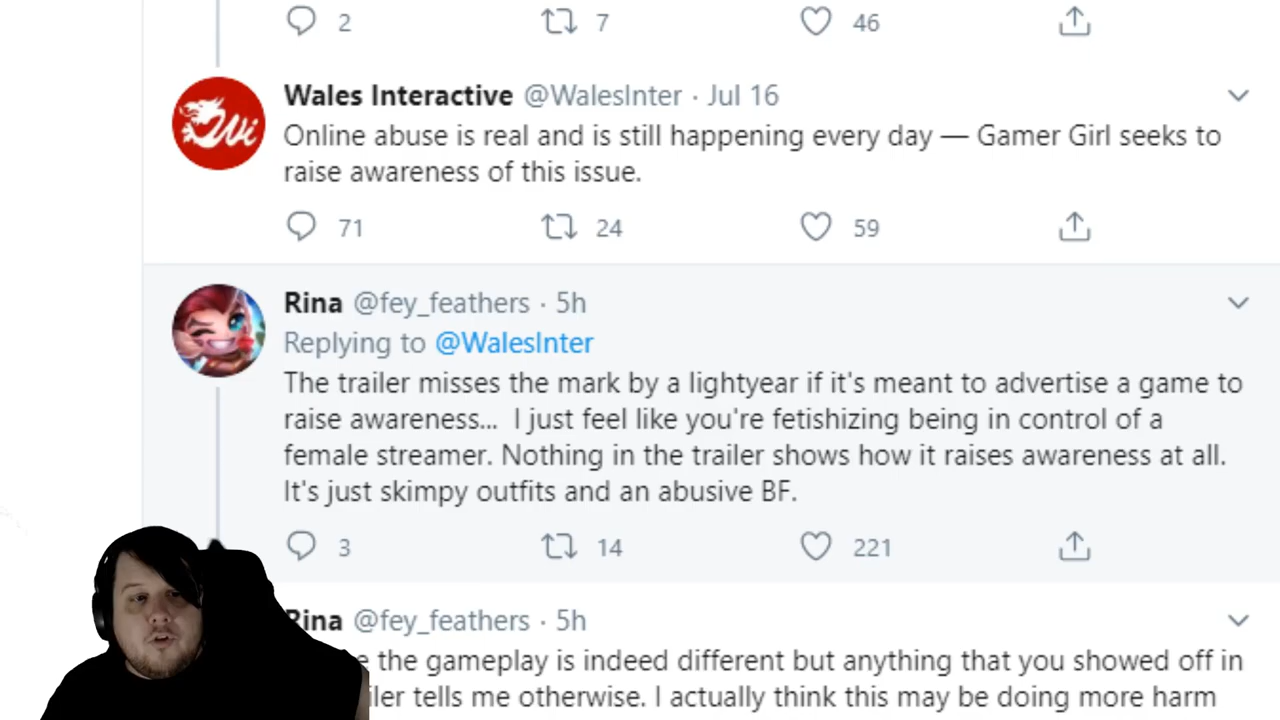 2 7 46
Wales Interactive @WalesInter · Jul 16
Online abuse is real and is still happening every day — Gamer Girl seeks to
raise awareness of this issue.
71 24 59
Rina @fey_feathers · 5h
Replying to @WalesInter
The trailer misses the mark by a lightyear if it's meant to advertise a game to
raise awareness... I just feel like you're fetishizing being in control of a
female streamer. Nothing in the trailer shows how it raises awareness at all.
It's just skimpy outfits and an abusive BF.
3 14 221
Rina @fey_feathers · 5h
the gameplay is indeed different but anything that you showed off in
tells me otherwise. I actually think this may be doing more harm